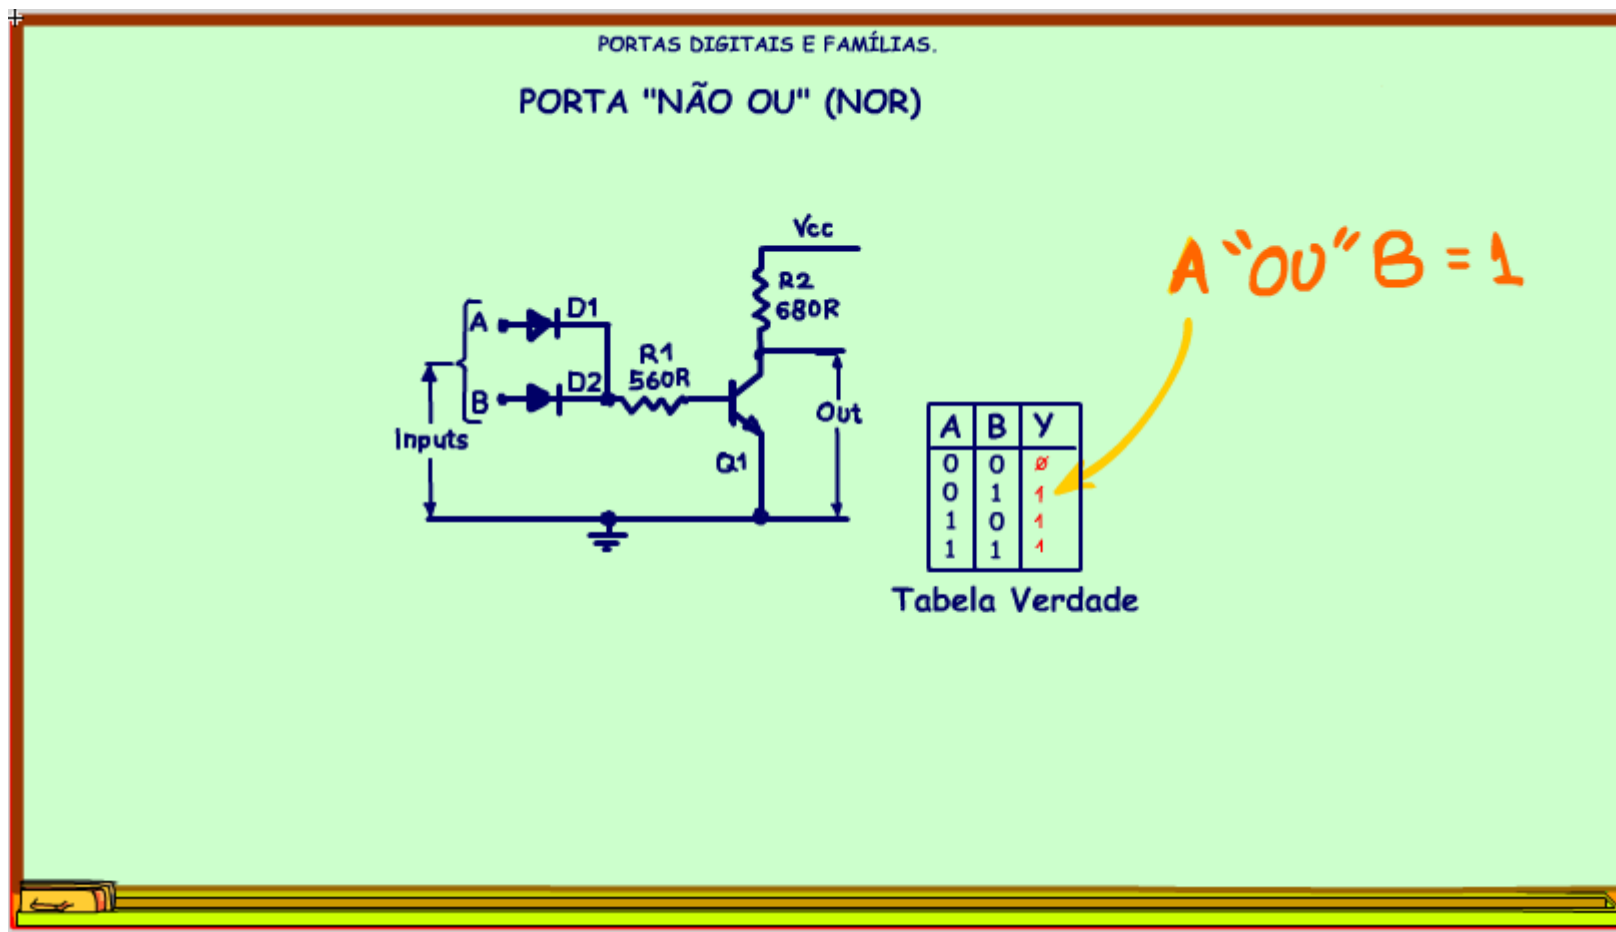 PORTAS DIGITAIS E FAMÍLIAS.
PORTA "NÃO OU" (NOR)
Vcc
R2
680R
A "OU" B = 1
A
D1
R1
560R
B
D2
Inputs
Out
Q1
A B Y
0 0 0
0 1 1
1 0 1
1 1 1
Tabela Verdade